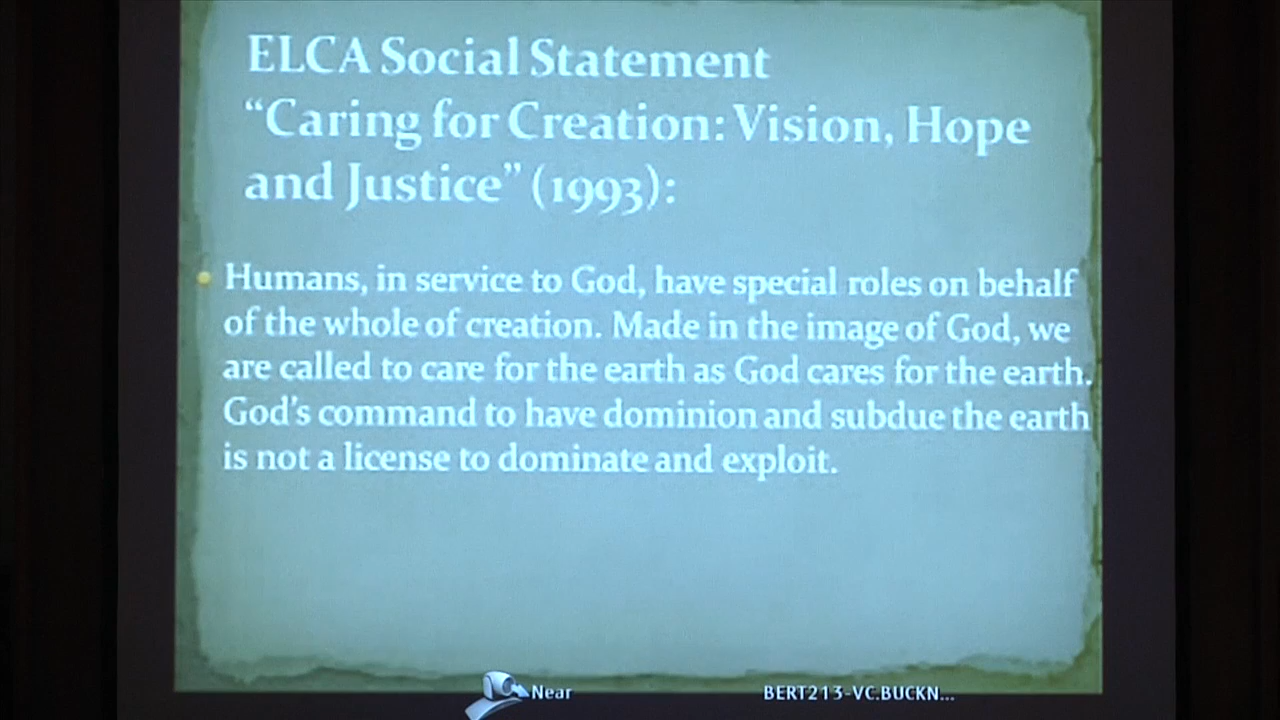 ELCA Social Statement
“Caring for Creation: Vision, Hope
and Justice” (1993):
Humans, in service to God, have special roles on behalf
of the whole of creation. Made in the image of God, we
are called to care for the earth as God cares for the earth.
God's command to have dominion and subdue the earth
is not a license to dominate and exploit.
Near
BERT213-VC.BUCKN...